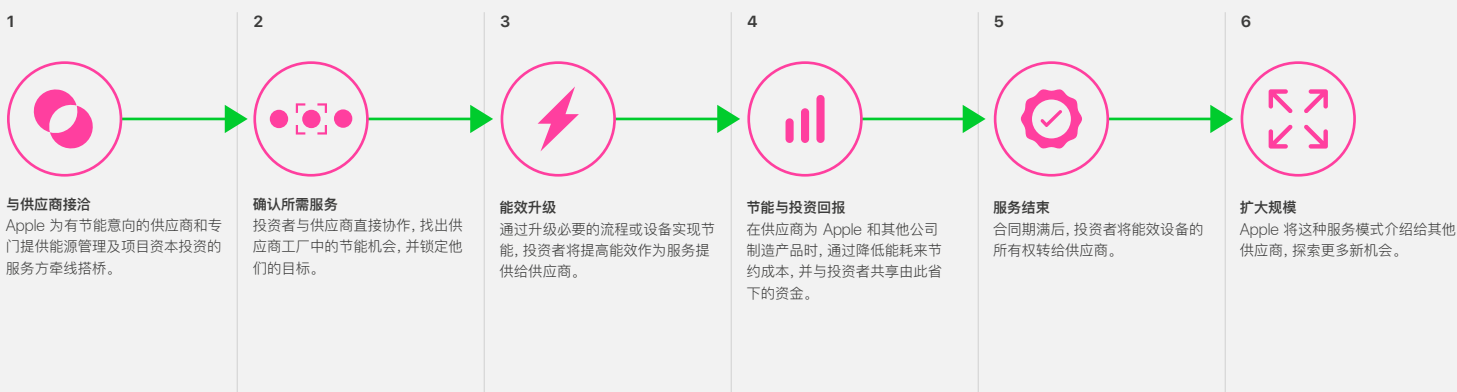 1
与供应商接洽
Apple 为有节能意向的供应商和专
门提供能源管理及项目资本投资的
服务方牵线搭桥。
2
确认所需服务
投资者与供应商直接协作, 找出供
应商工厂中的节能机会, 并锁定他
们的目标。
3
能效升级
通过升级必要的流程或设备实现节
能, 投资者将提高能效作为服务提
供给供应商。
4
节能与投资回报
在供应商为 Apple 和其他公司
制造产品时, 通过降低能耗来节
约成本, 并与投资者共享由此省
下的资金。
5
服务结束
合同期满后, 投资者将能效设备的
所有权转给供应商。
6
扩大规模
Apple 将这种服务模式介绍给其他
供应商, 探索更多新机会。